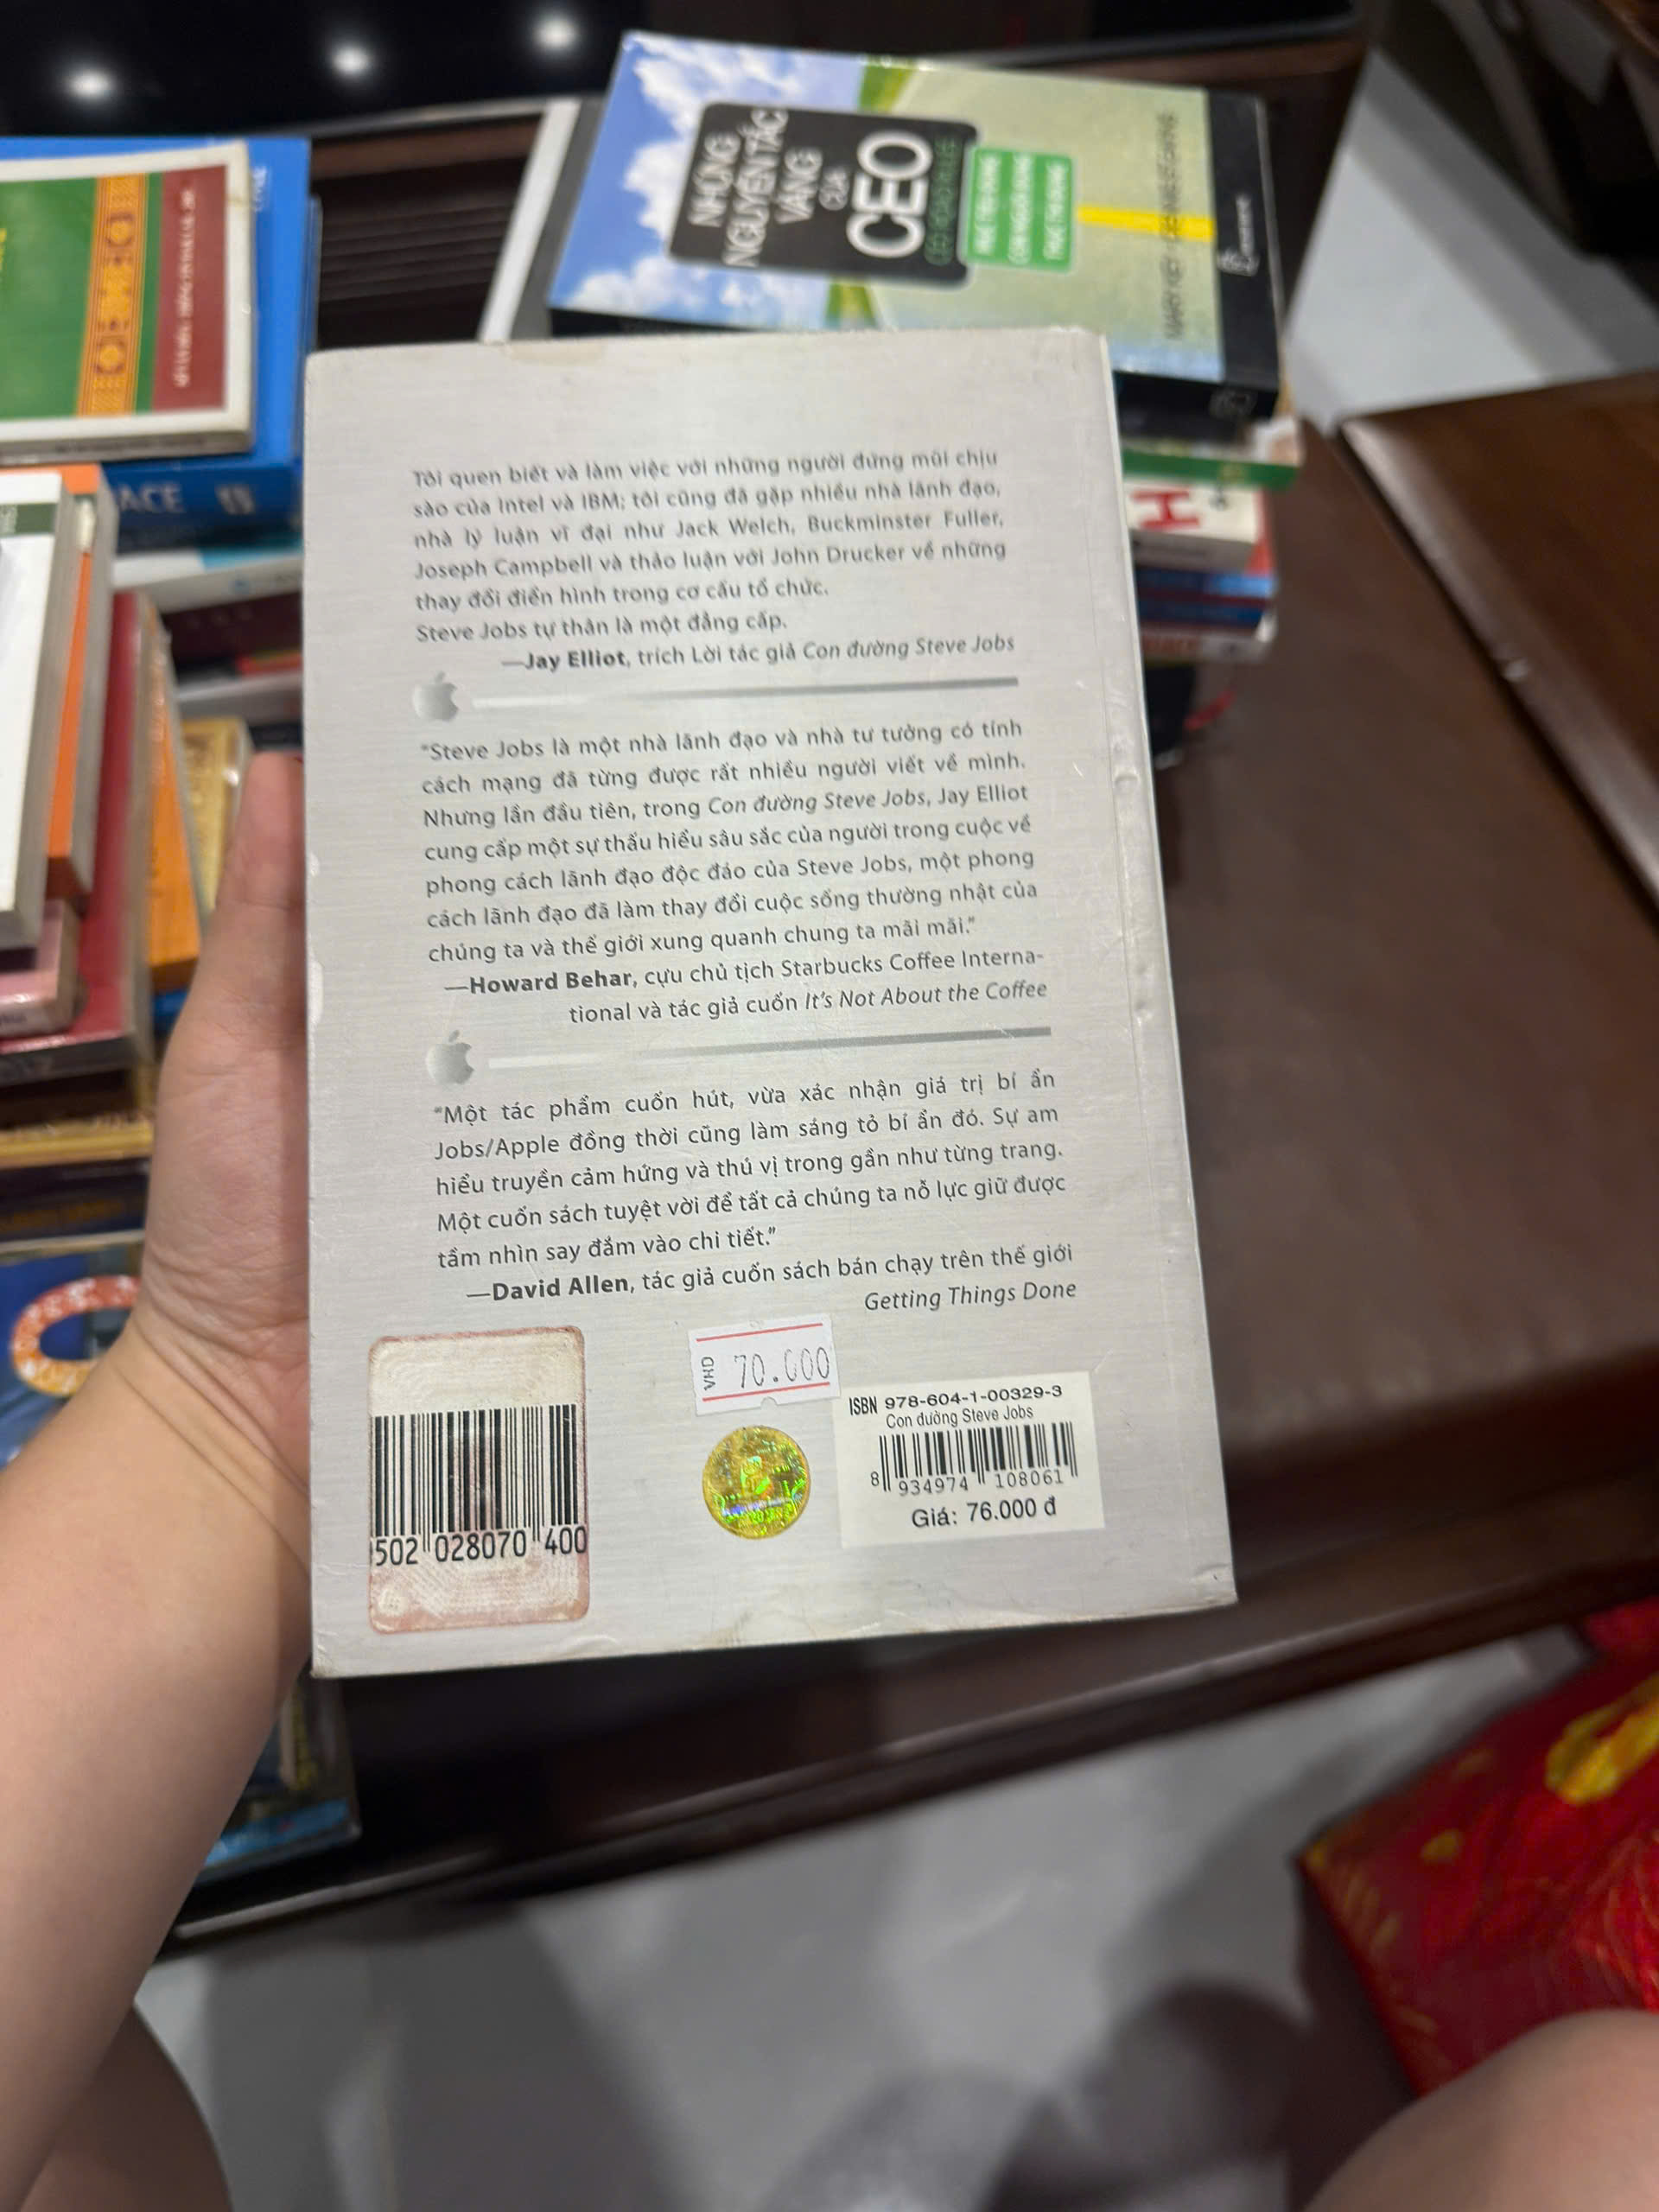 NHỮNG
NGUYÊN TẮC
VÀNG
CỦA
CEO
ACE
H
Tôi quen biết và làm việc với những người đứng mũi chịu
sào của Intel và IBM; tôi cũng đã gặp nhiều nhà lãnh đạo,
nhà lý luận vĩ đại như Jack Welch, Buckminster Fuller,
Joseph Campbell và thảo luận với John Drucker về những
thay đổi điển hình trong cơ cấu tổ chức.
Steve Jobs tự thân là một đẳng cấp.
—Jay Elliot, trích Lời tác giả Con đường Steve Jobs
"Steve Jobs là một nhà lãnh đạo và nhà tư tưởng có tính
cách mạng đã từng được rất nhiều người viết về mình.
Nhưng lần đầu tiên, trong Con đường Steve Jobs, Jay Elliot
cung cấp một sự thấu hiểu sâu sắc của người trong cuộc về
phong cách lãnh đạo độc đáo của Steve Jobs, một phong
cách lãnh đạo đã làm thay đổi cuộc sống thường nhật của
chúng ta và thế giới xung quanh chung ta mãi mãi."
—Howard Behar, cựu chủ tịch Starbucks Coffee Interna-
tional và tác giả cuốn It's Not About the Coffee
"Một tác phẩm cuốn hút, vừa xác nhận giá trị bí ẩn
Jobs/Apple đồng thời cũng làm sáng tỏ bí ẩn đó. Sự am
hiểu truyền cảm hứng và thú vị trong gần như từng trang.
Một cuốn sách tuyệt vời để tất cả chúng ta nỗ lực giữ được
tầm nhìn say đắm vào chi tiết."
—David Allen, tác giả cuốn sách bán chạy trên thế giới
Getting Things Done
VHD 70.000
ISBN 978-604-1-00329-3
Con đường Steve Jobs
8 934974 108061
Giá: 76.000 đ
502 028070 400